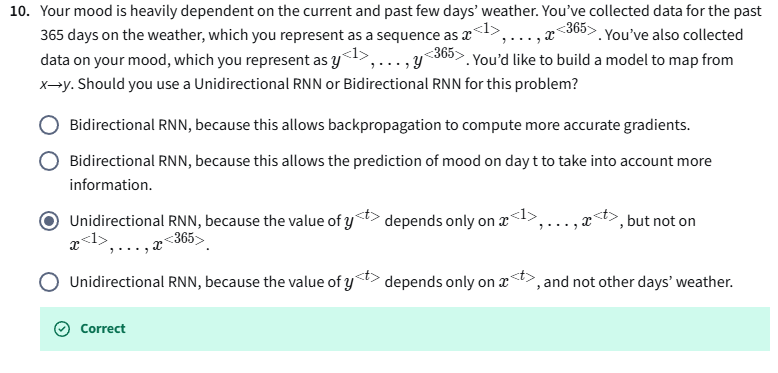 10. Your mood is heavily dependent on the current and past few days' weather. You've collected data for the past
365 days on the weather, which you represent as a sequence as x<1>, . . . , x<365>. You've also collected
data on your mood, which you represent as y<1>, . . . , y<365>. You'd like to build a model to map from
x→y. Should you use a Unidirectional RNN or Bidirectional RNN for this problem?
Bidirectional RNN, because this allows backpropagation to compute more accurate gradients.
Bidirectional RNN, because this allows the prediction of mood on day t to take into account more
information.
Unidirectional RNN, because the value of y<t> depends only on x<1>, . . . , x<t>, but not on
x<1>, . . . , x<365>.
Unidirectional RNN, because the value of y<t> depends only on x<t>, and not other days' weather.
Correct